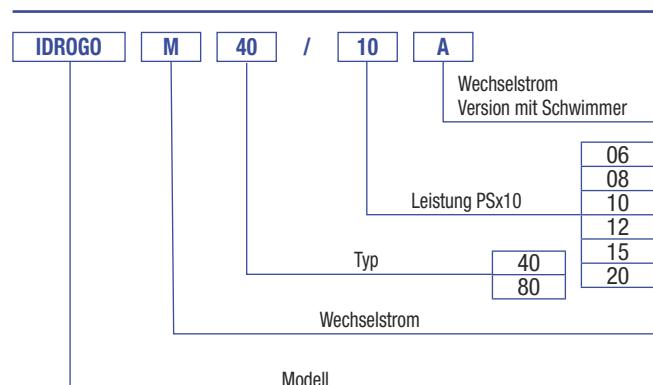 IDROGO M 40 / 10 A
Wechselstrom
Version mit Schwimmer
06
08
Leistung PSx10 10
12
15
20
Typ 40
80
Wechselstrom
Modell